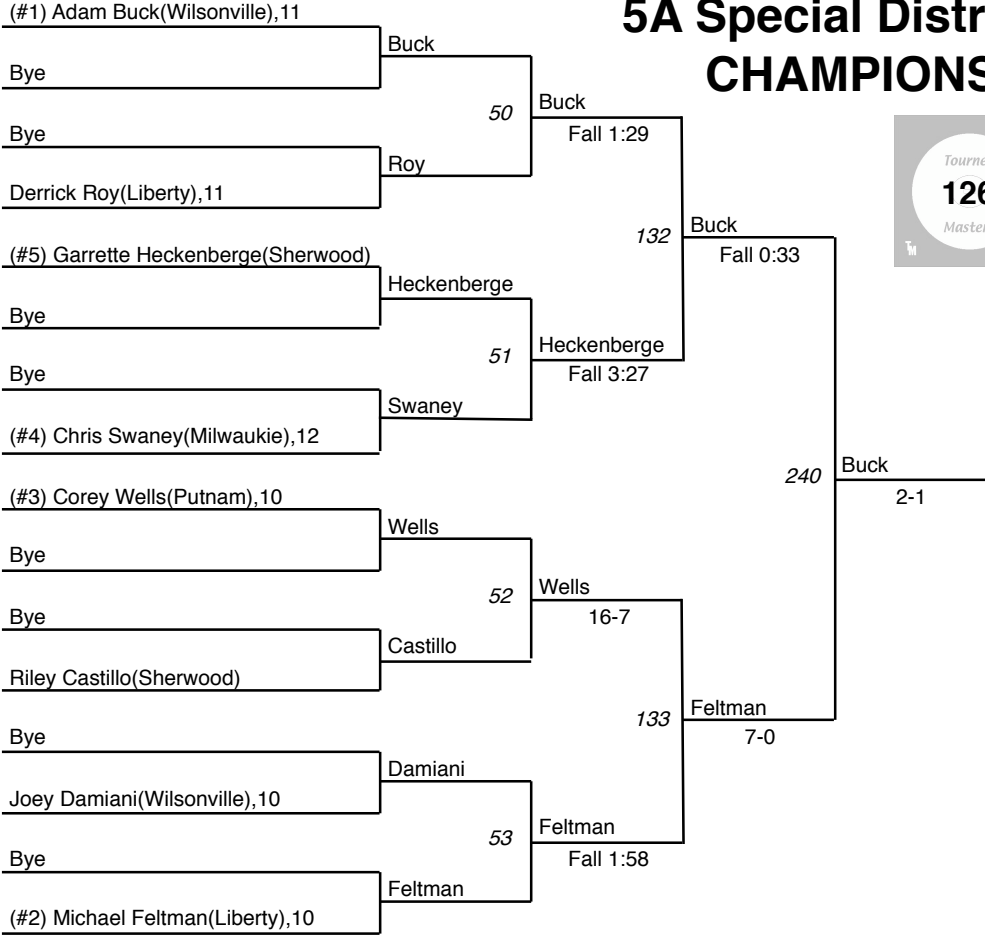 (#1) Adam Buck(Wilsonville),11
Bye
Bye
Derrick Roy(Liberty),11
(#5) Garrette Heckenberge(Sherwood)
Bye
Bye
(#4) Chris Swaney(Milwaukie),12
(#3) Corey Wells(Putnam),10
Bye
Bye
Riley Castillo(Sherwood)
Bye
Joey Damiani(Wilsonville),10
Bye
(#2) Michael Feltman(Liberty),10
Buck
Roy
Heckenberge
Swaney
Wells
Castillo
Damiani
Feltman
50
51
52
53
Buck
Fall 1:29
Heckenberge
Fall 3:27
Wells
16-7
Feltman
Fall 1:58
132
133
Buck
Fall 0:33
Feltman
7-0
240
Buck
2-1
5A Special Distr
CHAMPIONS
Tourne
126
Master
TM